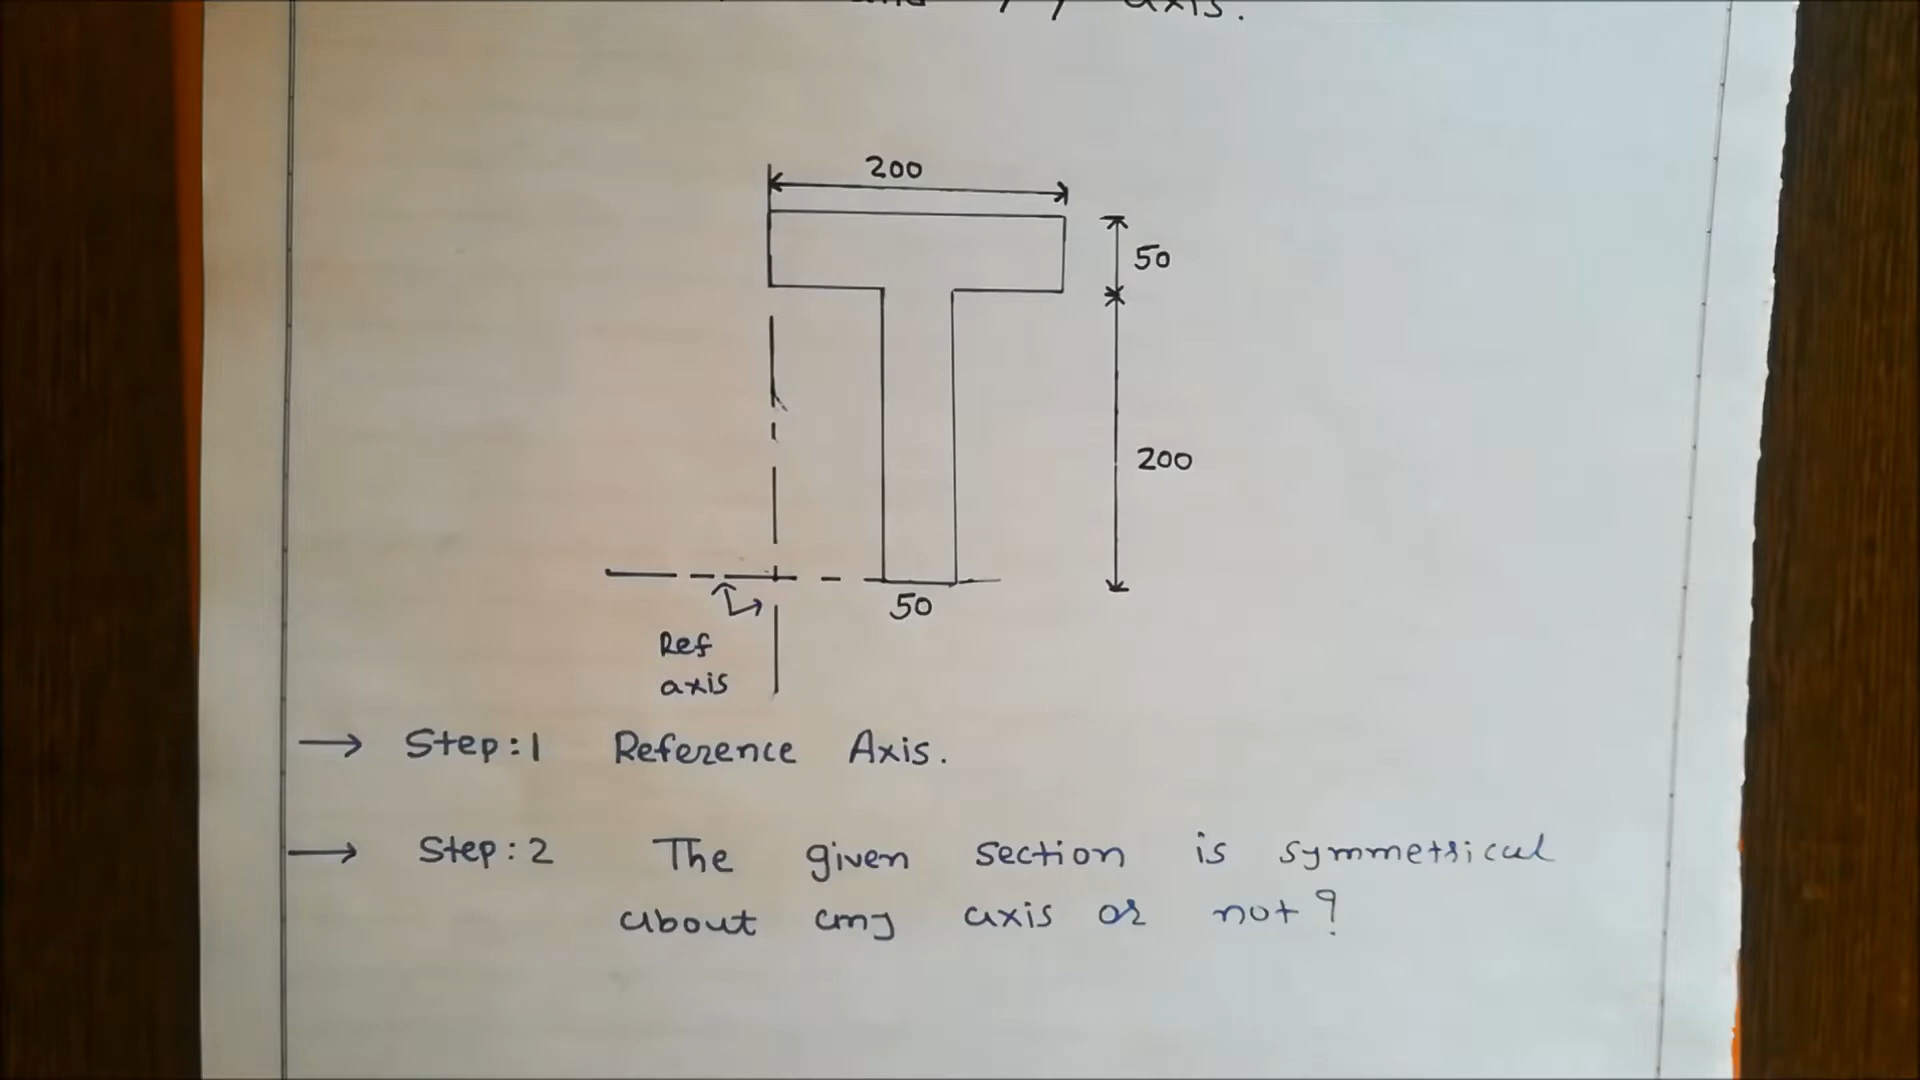 axis.
200
50
200
50
Ref
axis
→ Step:1 Reference Axis.
→ Step:2 The given section is symmetrical
about any axis or not?